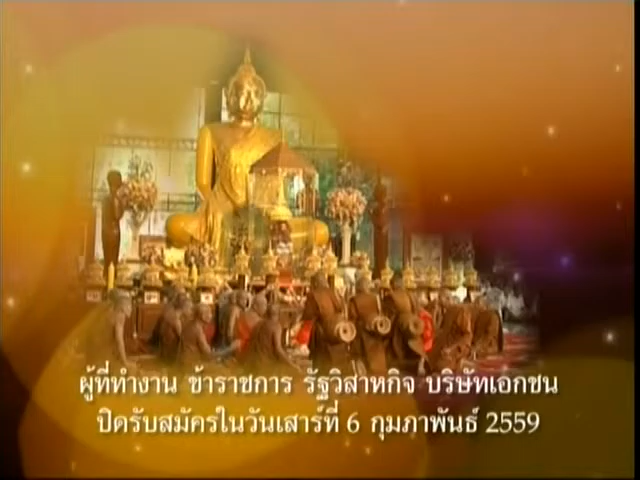 ผู้ที่ทำงาน ข้าราชการ รัฐวิสาหกิจ บริษัทเอกชน
ปิดรับสมัครในวันเสาร์ที่ 6 กุมภาพันธ์ 2559